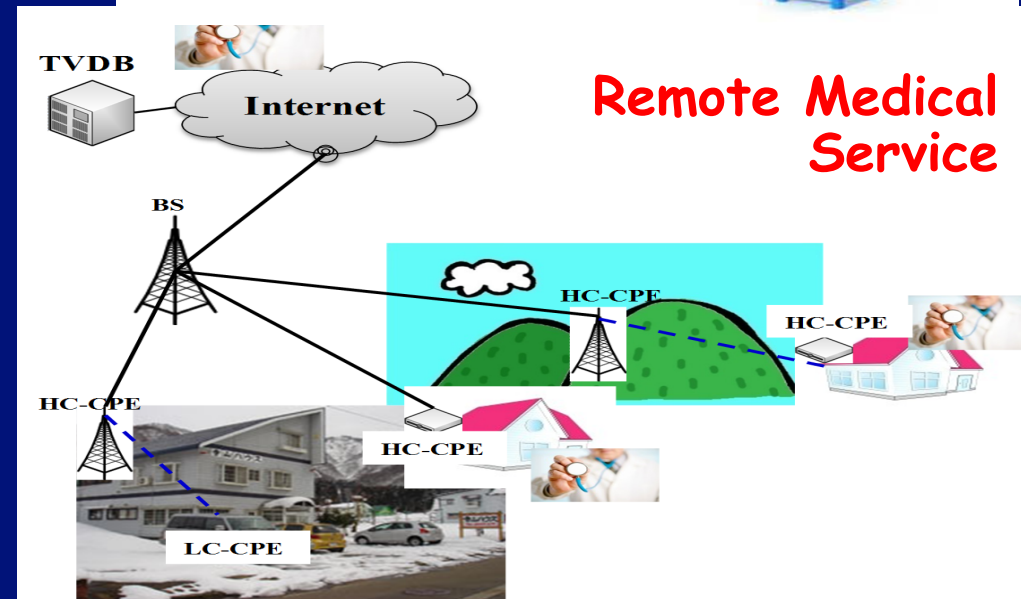 TVDB
Internet
Remote Medical
Service
BS
HC-CPE
HC-CPE
HC-CPE
HC-CPE
LC-CPE